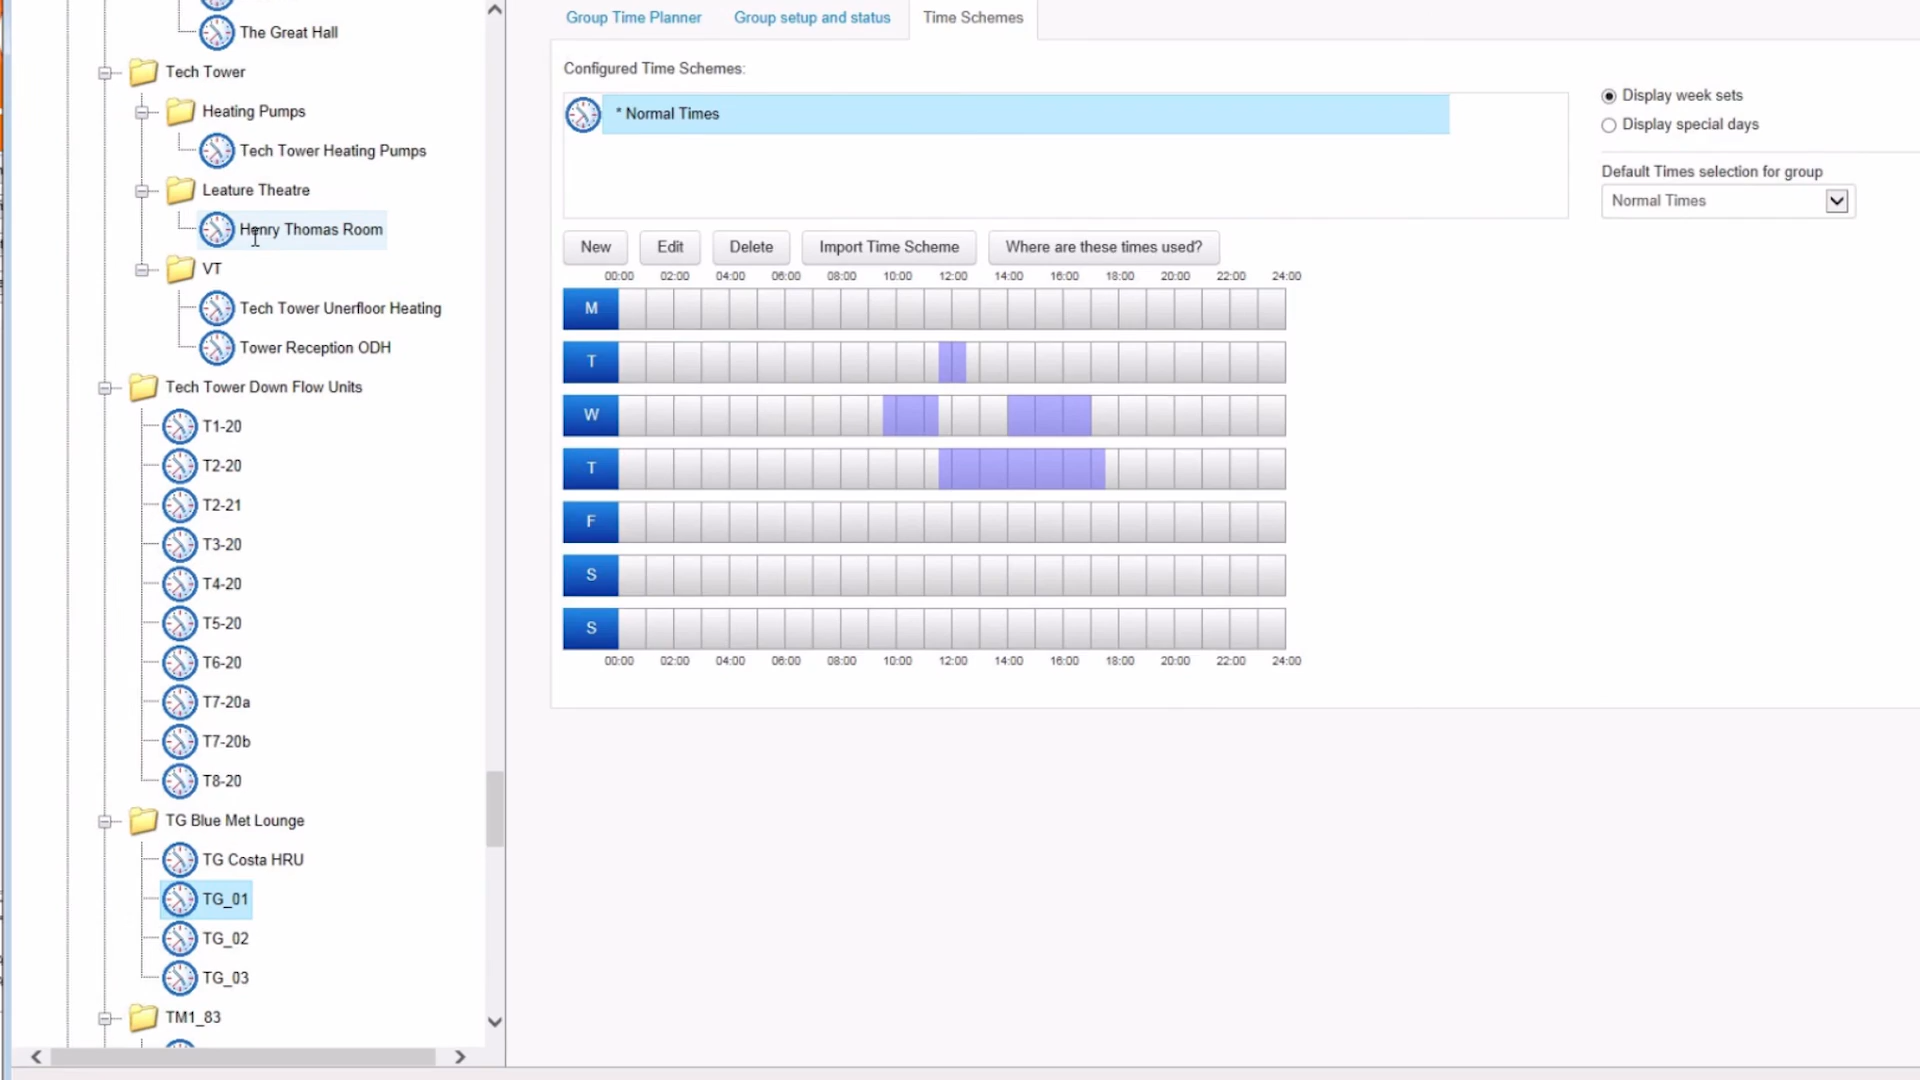 The Great Hall
Tech Tower
Heating Pumps
Tech Tower Heating Pumps
Leature Theatre
Henry Thomas Room
VT
Tech Tower Unerfloor Heating
Tower Reception ODH
Tech Tower Down Flow Units
T1-20
T2-20
T2-21
T3-20
T4-20
T5-20
T6-20
T7-20a
T7-20b
T8-20
TG Blue Met Lounge
TG Costa HRU
TG_01
TG_02
TG_03
TM1_83
Group Time Planner Group setup and status Time Schemes
Configured Time Schemes:
* Normal Times
Display week sets
Display special days
Default Times selection for group
Normal Times
New Edit Delete Import Time Scheme Where are these times used?
00:00 02:00 04:00 06:00 08:00 10:00 12:00 14:00 16:00 18:00 20:00 22:00 24:00
M
T
W
T
F
S
S
00:00 02:00 04:00 06:00 08:00 10:00 12:00 14:00 16:00 18:00 20:00 22:00 24:00